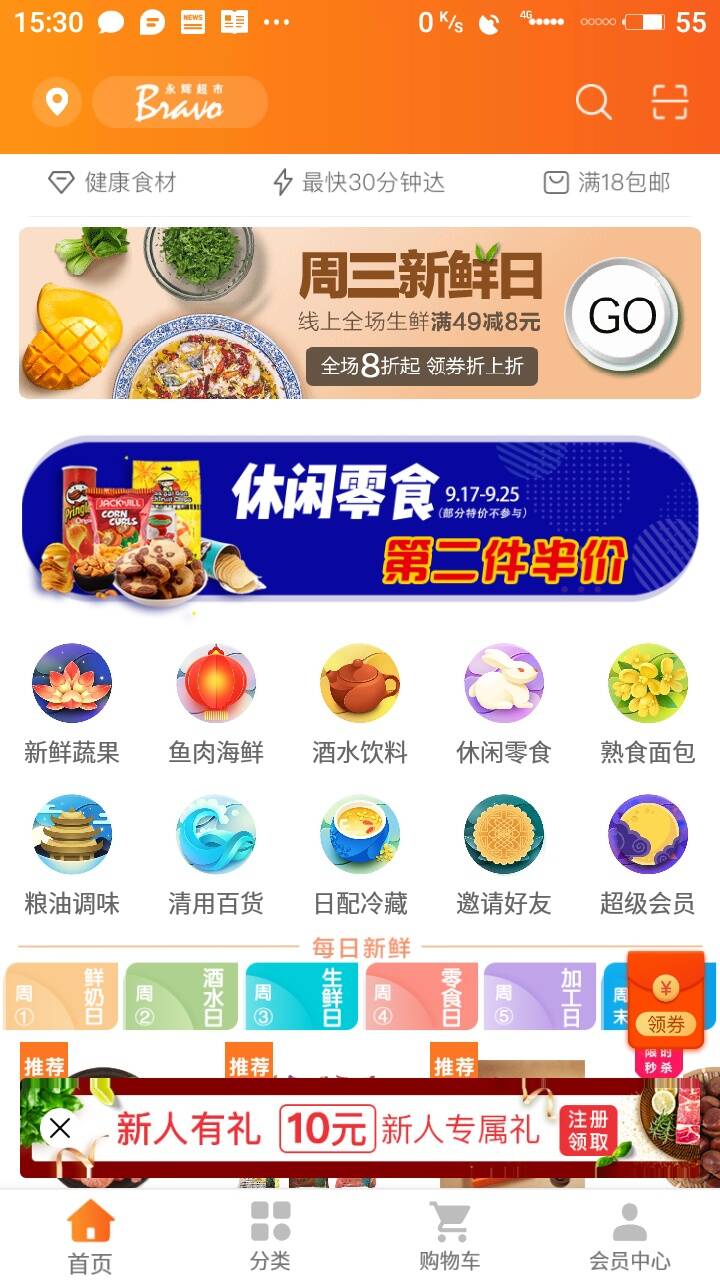 15:30
NEWS
0 K/s
4G
55
永辉超市
Bravo
健康食材
最快30分钟达
满18包邮
周三新鲜日
线上全场生鲜满49减8元
全场8折起 领券折上折
GO
休闲零食
9.17-9.25
(部分特价不参与)
第二件半价
Pringles
JACK'n JILL
CORN
CURLS
新鲜蔬果
鱼肉海鲜
酒水饮料
休闲零食
熟食面包
粮油调味
清用百货
日配冷藏
邀请好友
超级会员
每日新鲜
周① 鲜奶日
周② 酒水日
周③ 生鲜日
周④ 零食日
周⑤ 加工日
周末
¥
领券
限时
秒杀
推荐
推荐
推荐
新人有礼 10元 新人专属礼
注册
领取
首页
分类
购物车
会员中心